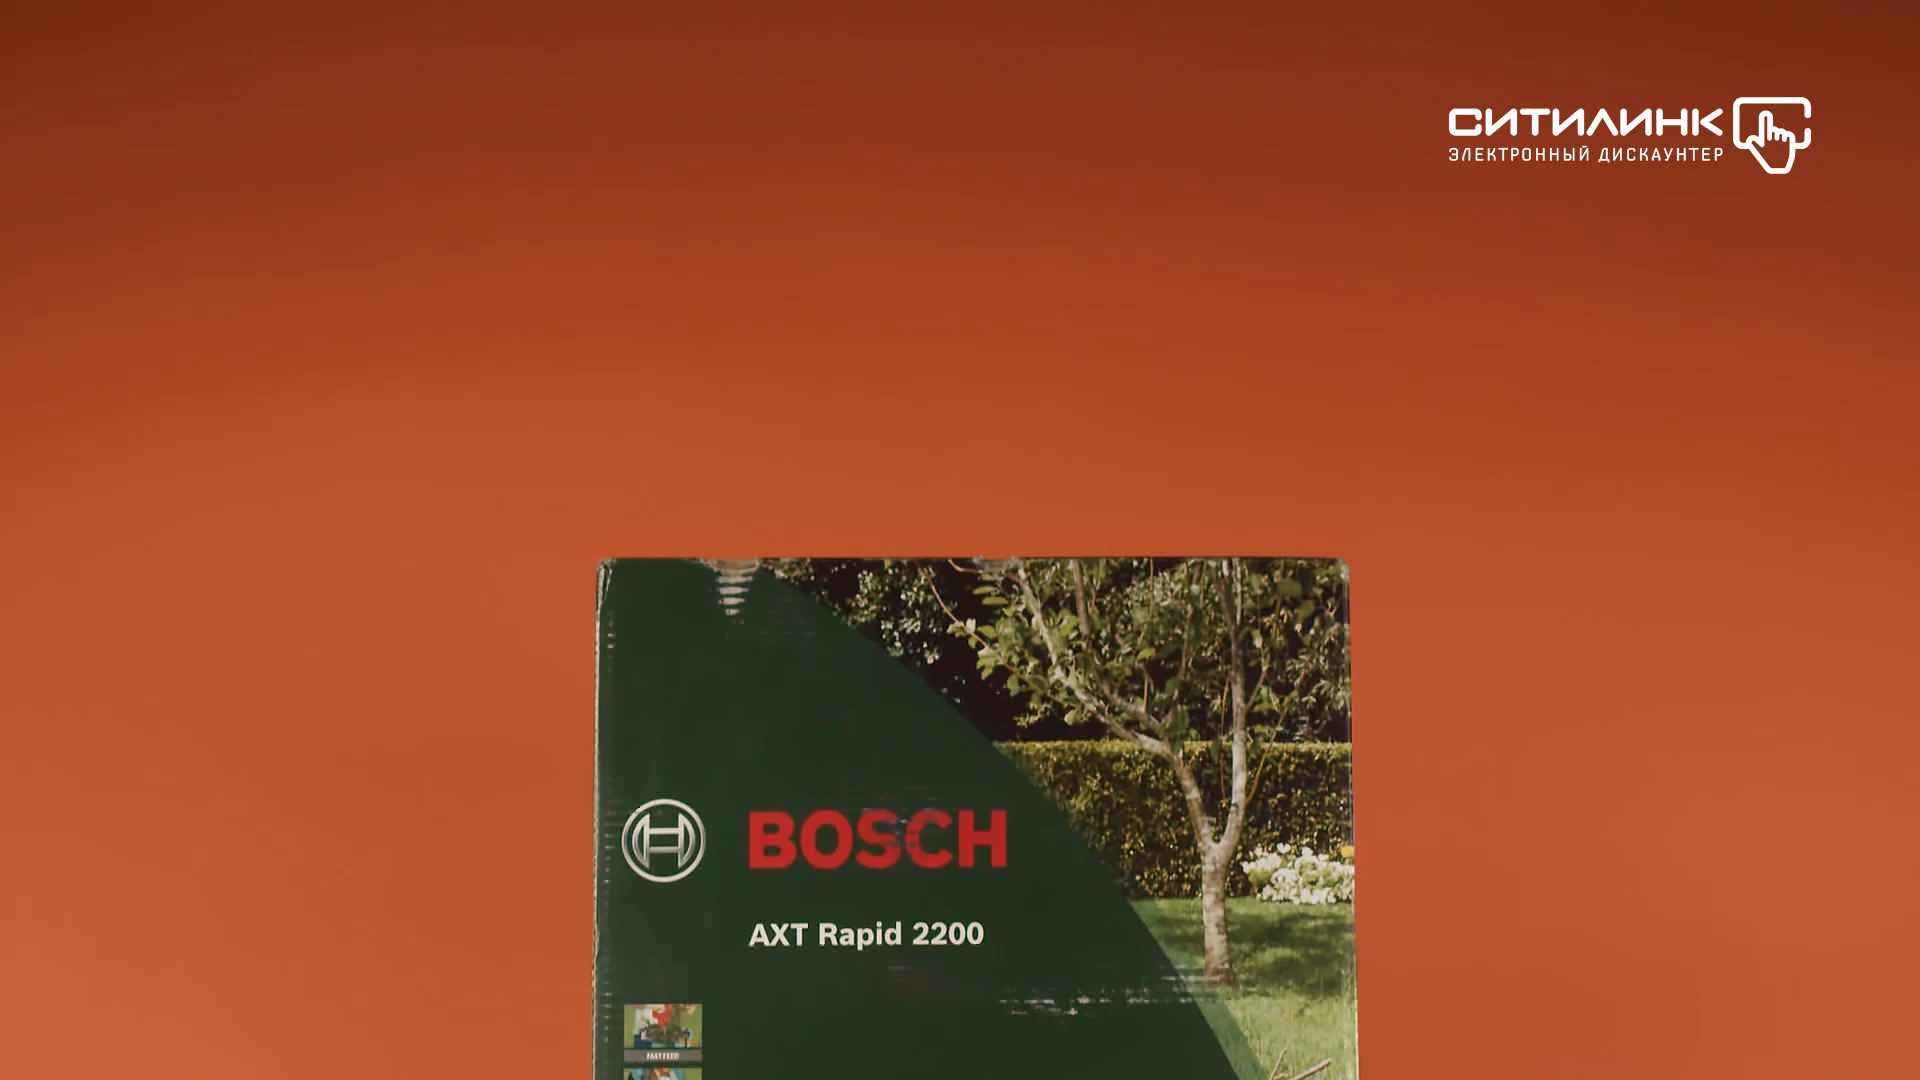 СИТИЛИНК
ЭЛЕКТРОННЫЙ ДИСКАУНТЕР
BOSCH
AXT Rapid 2200
FAST FEED